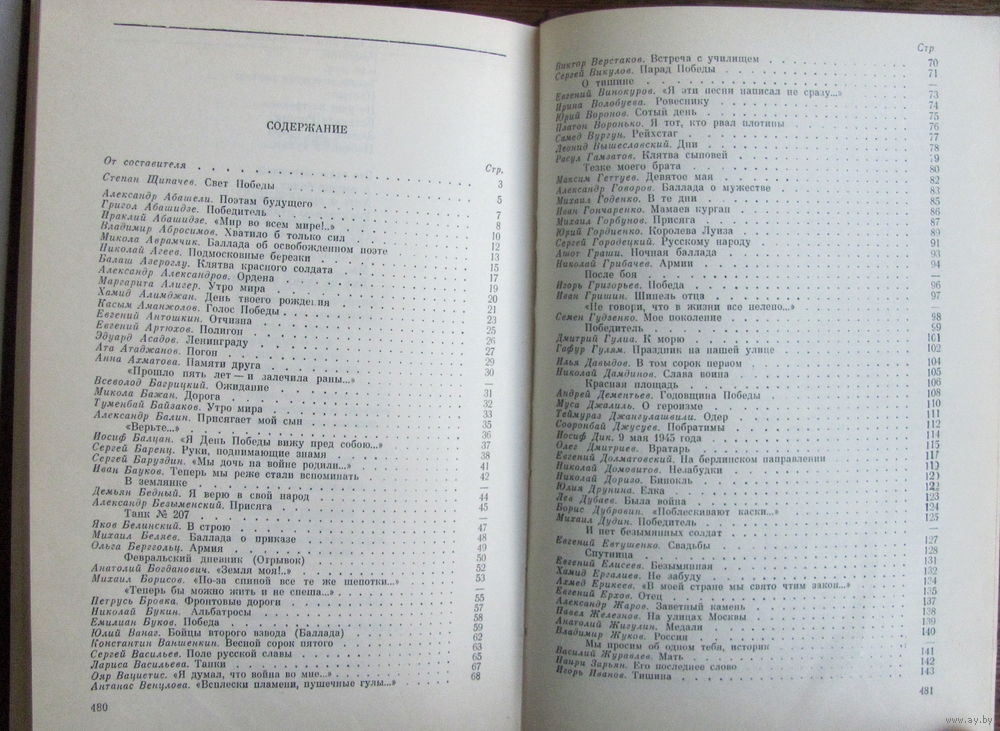 СОДЕРЖАНИЕ
Стр.
От составителя 3
Степан Щипачев. Свет Победы 5
Александр Абашели. Поэтам будущего 7
Григол Абашидзе. Победитель 8
Ираклий Абашидзе. «Мир во всем мире!..» 10
Владимир Абросимов. Хватило б только сил 12
Микола Аврамчик. Баллада об освобожденном поэте 13
Николай Агеев. Подмосковные березки 15
Балаш Азероглу. Клятва красного солдата 17
Александр Александров. Ордена 19
Маргарита Алигер. Утро мира 20
Хамид Алимджан. День твоего рождения 21
Касым Аманжолов. Голос Победы 23
Евгений Антошкин. Отчизна 25
Евгений Артюхов. Полигон 26
Эдуард Асадов. Ленинграду 27
Ата Атаджанов. Погон 29
Анна Ахматова. Памяти друга 30
«Прошло пять лет — и залечила раны...» —
Всеволод Багрицкий. Ожидание 31
Микола Бажан. Дорога 32
Туменбай Байзаков. Утро мира 33
Александр Балин. Присягает мой сын 35
«Верьте...» 36
Иосиф Балцан. «Я День Победы вижу пред собою...» 37
Сергей Баренц. Руки, поднимающие знамя 38
Сергей Баруздин. «Мы дочь на войне родили...» 41
Иван Бауков. Теперь мы реже стали вспоминать 42
В землянке —
Демьян Бедный. Я верю в свой народ 44
Александр Безыменский. Присяга 45
Танк № 207 —
Яков Белинский. В строю 47
Михаил Беляев. Баллада о приказе 48
Ольга Берггольц. Армия 49
Февральский дневник (Отрывок) 50
Анатолий Богданович. «Земля моя!..» 52
Михаил Борисов. «По-за спиной все те же шепотки...» 53
«Теперь бы можно жить и не спеша...» —
Петрусь Бровка. Фронтовые дороги 55
Николай Букин. Альбатросы 57
Емилиан Буков. Победа 58
Юлий Ванаг. Бойцы второго взвода (Баллада) 59
Константин Ваншенкин. Весной сорок пятого 62
Сергей Васильев. Поле русской славы 63
Лариса Васильева. Танки 65
Ояр Вациетис. «Я думал, что война во мне...» 67
Антанас Венцлова. «Всплески пламени, пушечные гулы...» 68
480
Стр
Виктор Верстаков. Встреча с училищем 70
Сергей Викулов. Парад Победы 71
О тишине —
Евгений Винокуров. «Я эти песни написал не сразу...» 73
Ирина Волобуева. Ровеснику 74
Юрий Воронов. Сотый день 75
Платон Воронько. Я тот, кто рвал плотины 76
Самед Вургун. Рейхстаг 77
Леонид Вышеславский. Дни 78
Расул Гамзатов. Клятва сыновей 79
Тезке моего брата 80
Максим Геттуев. Девятое мая 82
Александр Говоров. Баллада о мужестве 83
Михаил Годенко. В те дни 85
Иван Гончаренко. Мамаев курган 86
Михаил Горбунов. Присяга 87
Юрий Гордиенко. Королева Луиза 89
Сергей Городецкий. Русскому народу 91
Ашот Граши. Ночная баллада 93
Николай Грибачев. Армии 94
После боя —
Игорь Григорьев. Победа 96
Иван Гришин. Шинель отца 97
«Не говори, что в жизни все нелепо...» —
Семен Гудзенко. Мое поколение 98
Победитель 99
Дмитрий Гулиа. К морю 101
Гафур Гулям. Праздник на нашей улице 102
Илья Давыдов. В том сорок первом 104
Николай Дамдинов. Слава воина 105
Красная площадь 106
Андрей Дементьев. Годовщина Победы 108
Муса Джалиль. О героизме 110
Теймураз Джангулашвили. Одер 111
Сооронбай Джусуев. Побратимы 112
Иосиф Дик. 9 мая 1945 года 114
Олег Дмитриев. Вратарь 115
Евгений Долматовский. На берлинском направлении 117
Николай Домовитов. Незабудки 119
Николай Доризо. Бинокль 120
Юлия Друнина. Елка 122
Лев Дубаев. Была война 123
Борис Дубровин. «Поблескивают каски...» 124
Михаил Дудин. Победитель 125
И нет безымянных солдат —
Евгений Евтушенко. Свадьбы 127
Спутница 128
Евгений Елисеев. Безымянная 131
Хамид Ергалиев. Не забуду 132
Ахмед Ерикеев. «В моей стране мы свято чтим закон...» 134
Евгений Ерхов. Отец 135
Александр Жаров. Заветный камень 137
Павел Железнов. На улицах Москвы 138
Анатолий Жигулин. Медали 139
Владимир Жуков. Россия 140
Мы просим об одном тебя, историк —
Василий Журавлев. Мать 141
Наири Зарьян. Его последнее слово 142
Игорь Иванов. Тишина 143
481
www.ay.by